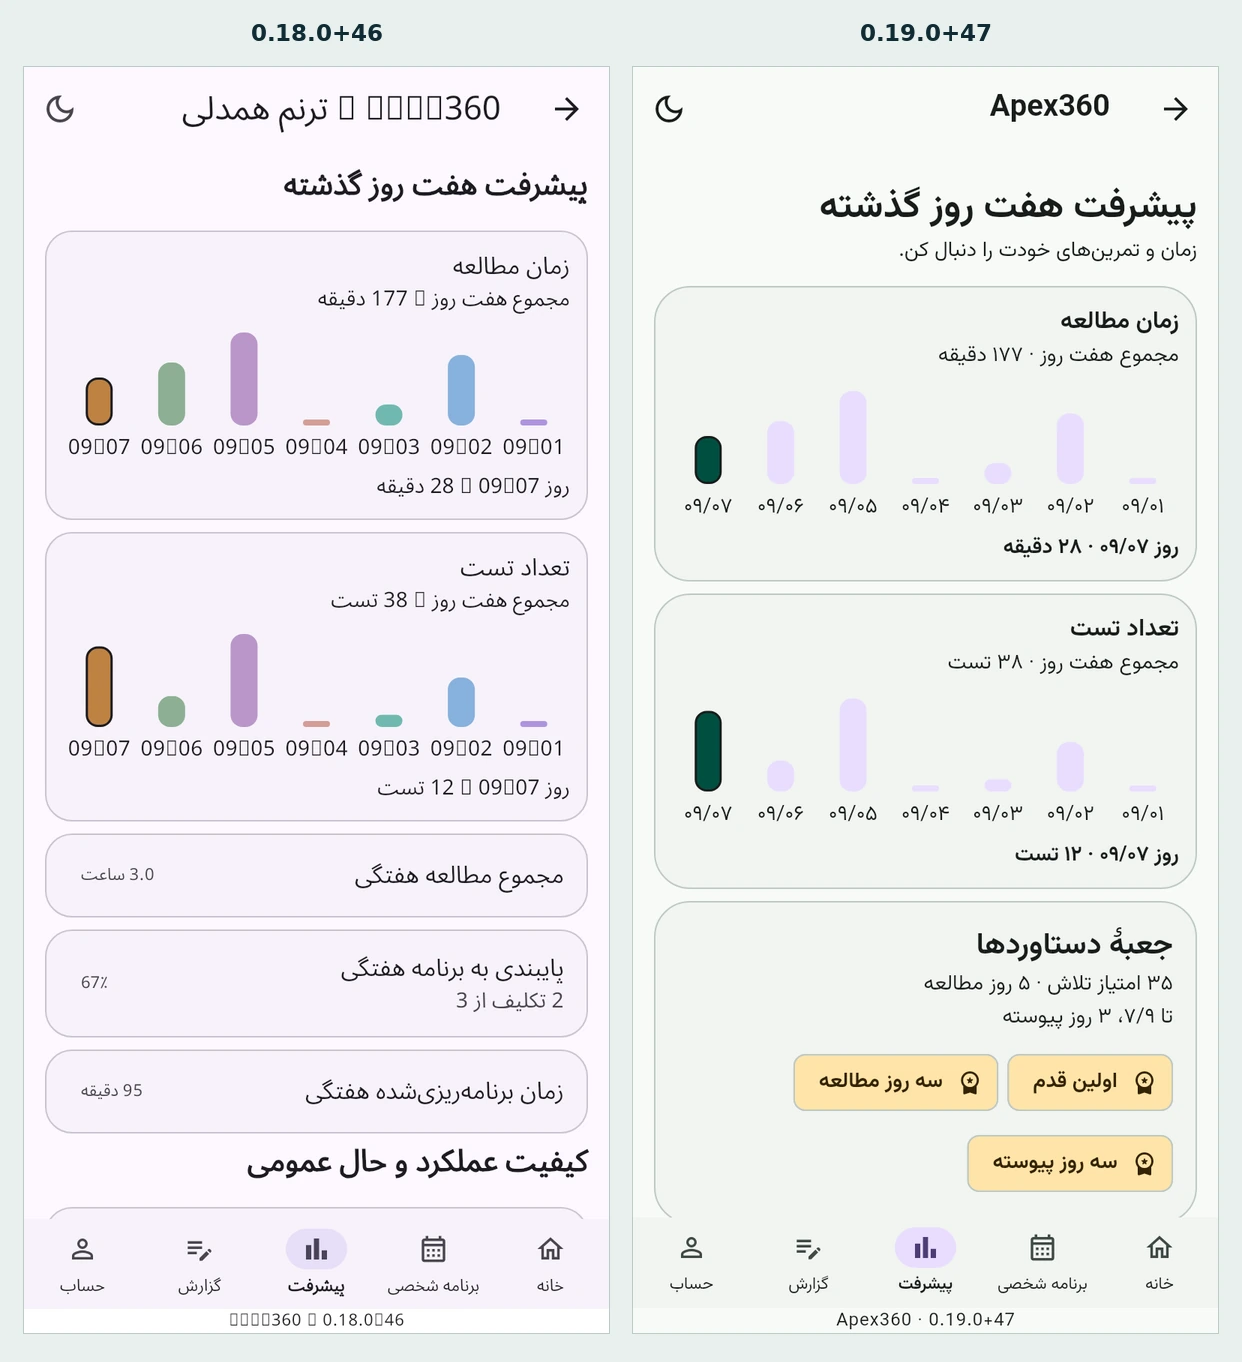 0.18.0+46
▯▯▯▯360 ▯ ترنم همدلی
پیشرفت هفت روز گذشته
زمان مطالعه
مجموع هفت روز ▯ 177 دقیقه
09▯07 09▯06 09▯05 09▯04 09▯03 09▯02 09▯01
روز 09▯07 ▯ 28 دقیقه
تعداد تست
مجموع هفت روز ▯ 38 تست
09▯07 09▯06 09▯05 09▯04 09▯03 09▯02 09▯01
روز 09▯07 ▯ 12 تست
مجموع مطالعه هفتگی
3.0 ساعت
پایبندی به برنامه هفتگی
2 تکلیف از 3
67٪
زمان برنامه‌ریزی‌شده هفتگی
95 دقیقه
کیفیت عملکرد و حال عمومی
خانه
برنامه شخصی
پیشرفت
گزارش
حساب
▯▯▯▯360 ▯ 0.18.0▯46
0.19.0+47
Apex360
پیشرفت هفت روز گذشته
زمان و تمرین‌های خودت را دنبال کن.
زمان مطالعه
مجموع هفت روز · ۱۷۷ دقیقه
۰۹/۰۷ ۰۹/۰۶ ۰۹/۰۵ ۰۹/۰۴ ۰۹/۰۳ ۰۹/۰۲ ۰۹/۰۱
روز ۰۹/۰۷ · ۲۸ دقیقه
تعداد تست
مجموع هفت روز · ۳۸ تست
۰۹/۰۷ ۰۹/۰۶ ۰۹/۰۵ ۰۹/۰۴ ۰۹/۰۳ ۰۹/۰۲ ۰۹/۰۱
روز ۰۹/۰۷ · ۱۲ تست
جعبهٔ دستاوردها
۳۵ امتیاز تلاش · ۵ روز مطالعه
تا ۷/۹، ۳ روز پیوسته
اولین قدم
سه روز مطالعه
سه روز پیوسته
خانه
برنامه شخصی
پیشرفت
گزارش
حساب
Apex360 · 0.19.0+47